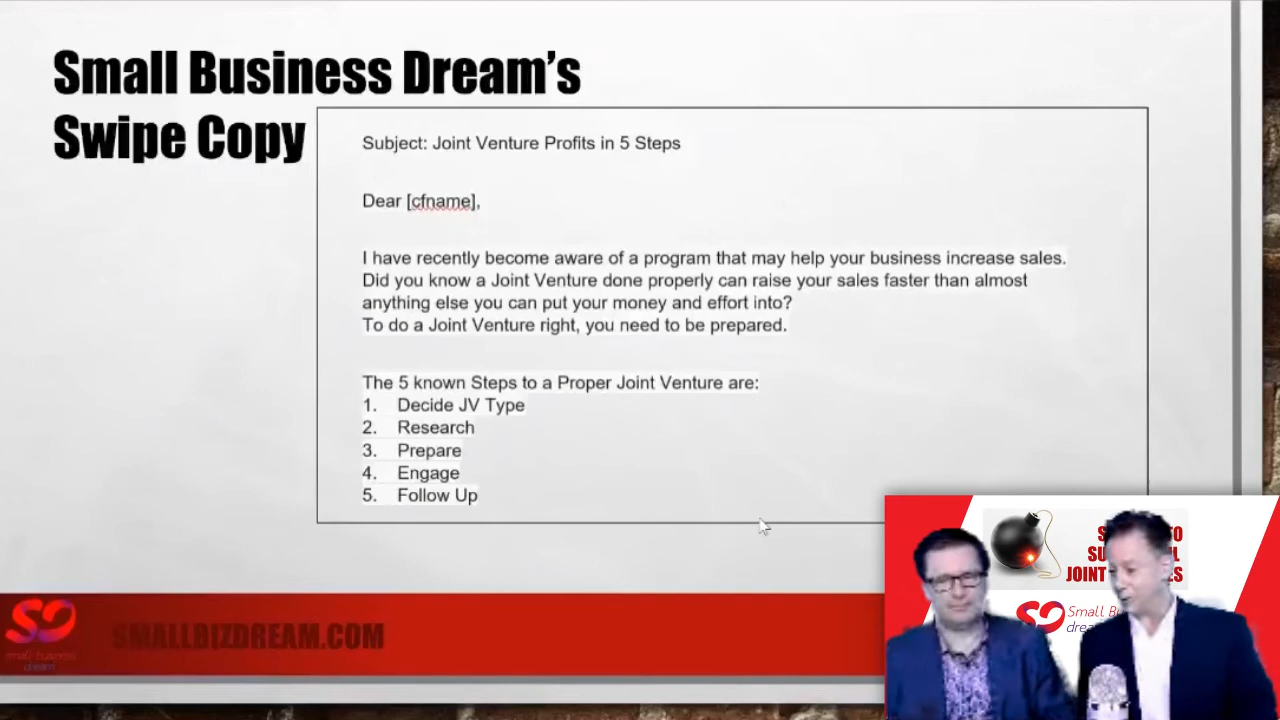 Small Business Dream's
Swipe Copy
Subject: Joint Venture Profits in 5 Steps
Dear [cfname],
I have recently become aware of a program that may help your business increase sales.
Did you know a Joint Venture done properly can raise your sales faster than almost
anything else you can put your money and effort into?
To do a Joint Venture right, you need to be prepared.
The 5 known Steps to a Proper Joint Venture are:
1. Decide JV Type
2. Research
3. Prepare
4. Engage
5. Follow Up
SMALLBIZDREAM.COM
small business
dream
JOINT
Small